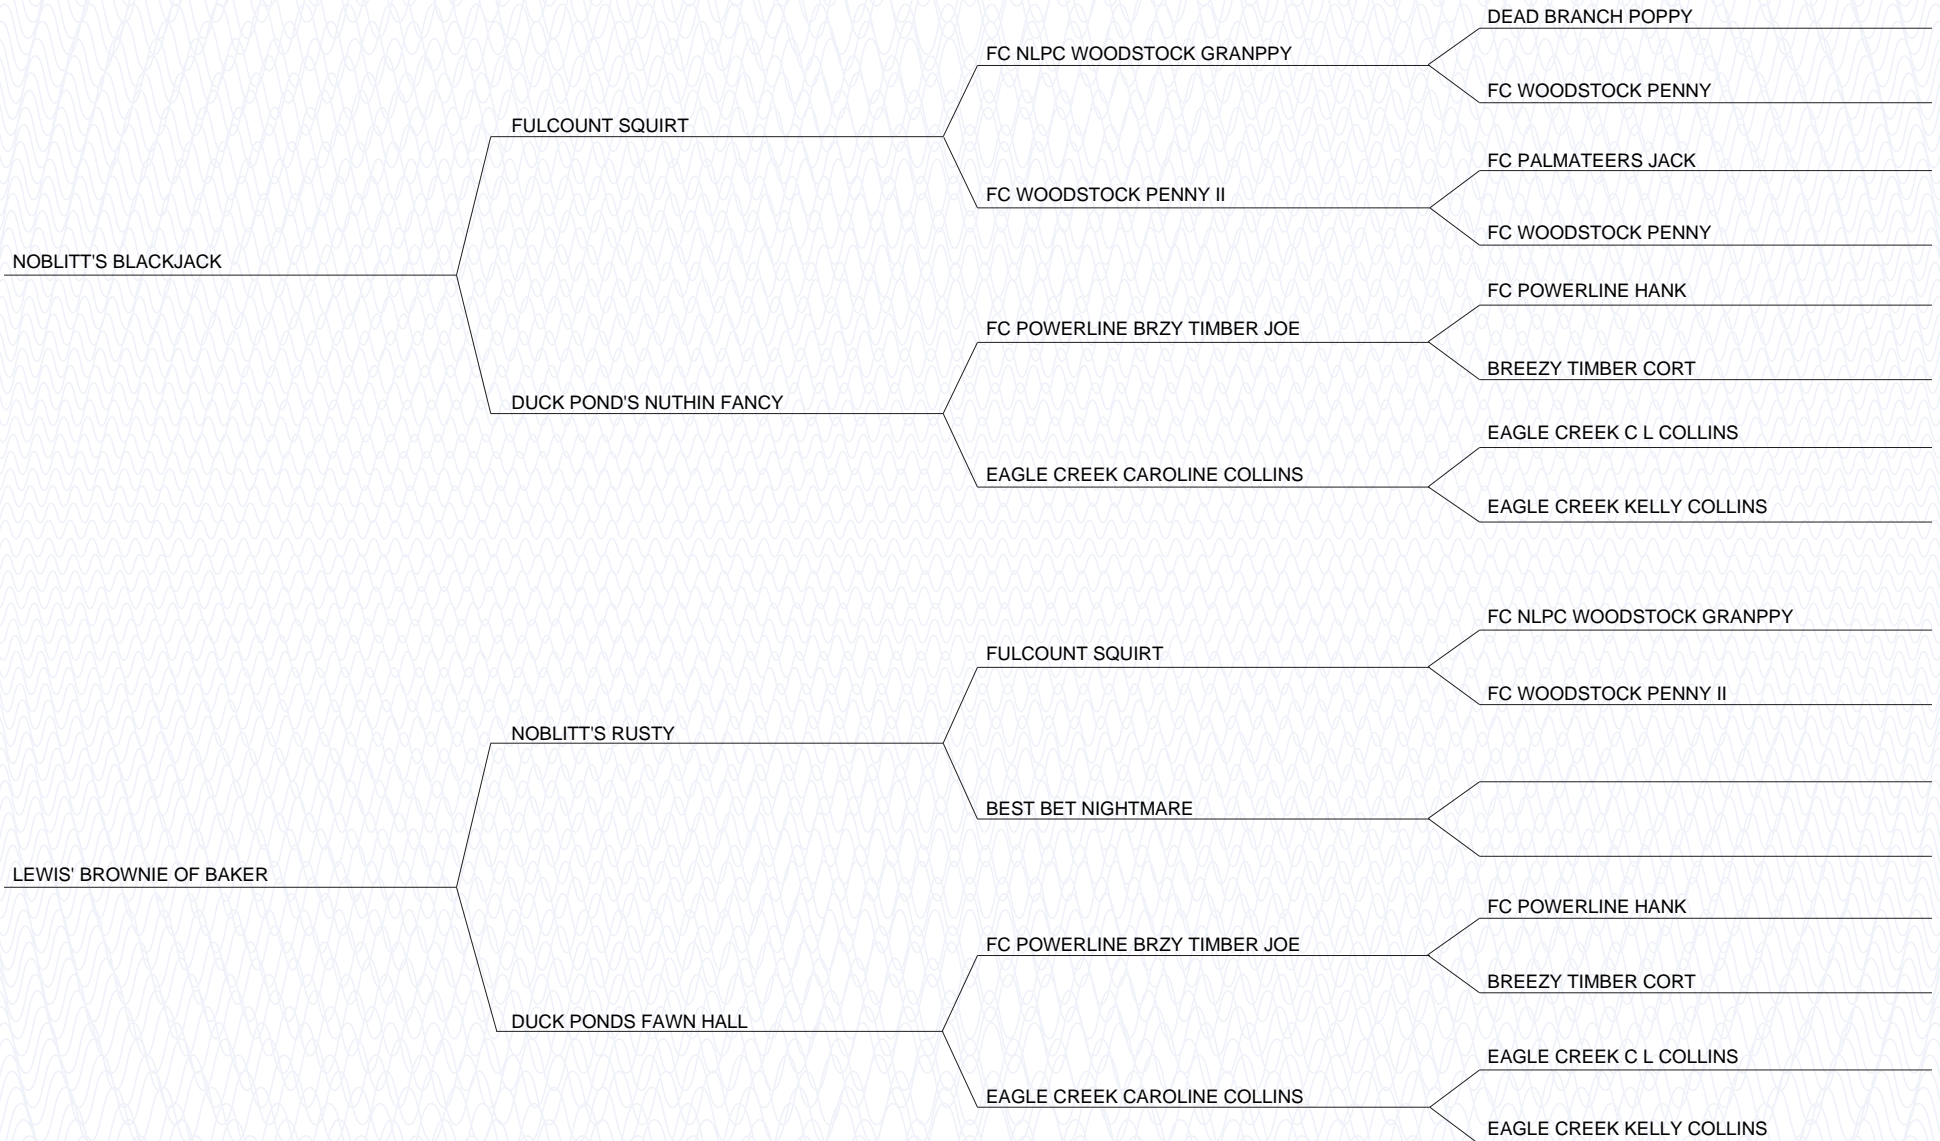 DEAD BRANCH POPPY
FC NLPC WOODSTOCK GRANPPY
FC WOODSTOCK PENNY
FULCOUNT SQUIRT
FC PALMATEERS JACK
FC WOODSTOCK PENNY II
FC WOODSTOCK PENNY
NOBLITT'S BLACKJACK
FC POWERLINE HANK
FC POWERLINE BRZY TIMBER JOE
BREEZY TIMBER CORT
DUCK POND'S NUTHIN FANCY
EAGLE CREEK C L COLLINS
EAGLE CREEK CAROLINE COLLINS
EAGLE CREEK KELLY COLLINS
FC NLPC WOODSTOCK GRANPPY
FULCOUNT SQUIRT
FC WOODSTOCK PENNY II
NOBLITT'S RUSTY
BEST BET NIGHTMARE
LEWIS' BROWNIE OF BAKER
FC POWERLINE HANK
FC POWERLINE BRZY TIMBER JOE
BREEZY TIMBER CORT
DUCK PONDS FAWN HALL
EAGLE CREEK C L COLLINS
EAGLE CREEK CAROLINE COLLINS
EAGLE CREEK KELLY COLLINS